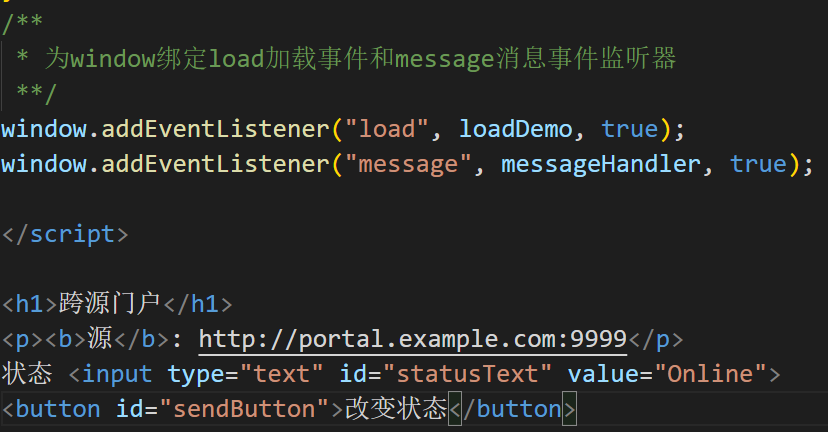 /**
* 为window绑定load加载事件和message消息事件监听器
**/
window.addEventListener("load", loadDemo, true);
window.addEventListener("message", messageHandler, true);
</script>
<h1>跨源门户</h1>
<p><b>源</b>: http://portal.example.com:9999</p>
状态 <input type="text" id="statusText" value="Online">
<button id="sendButton">改变状态</button>